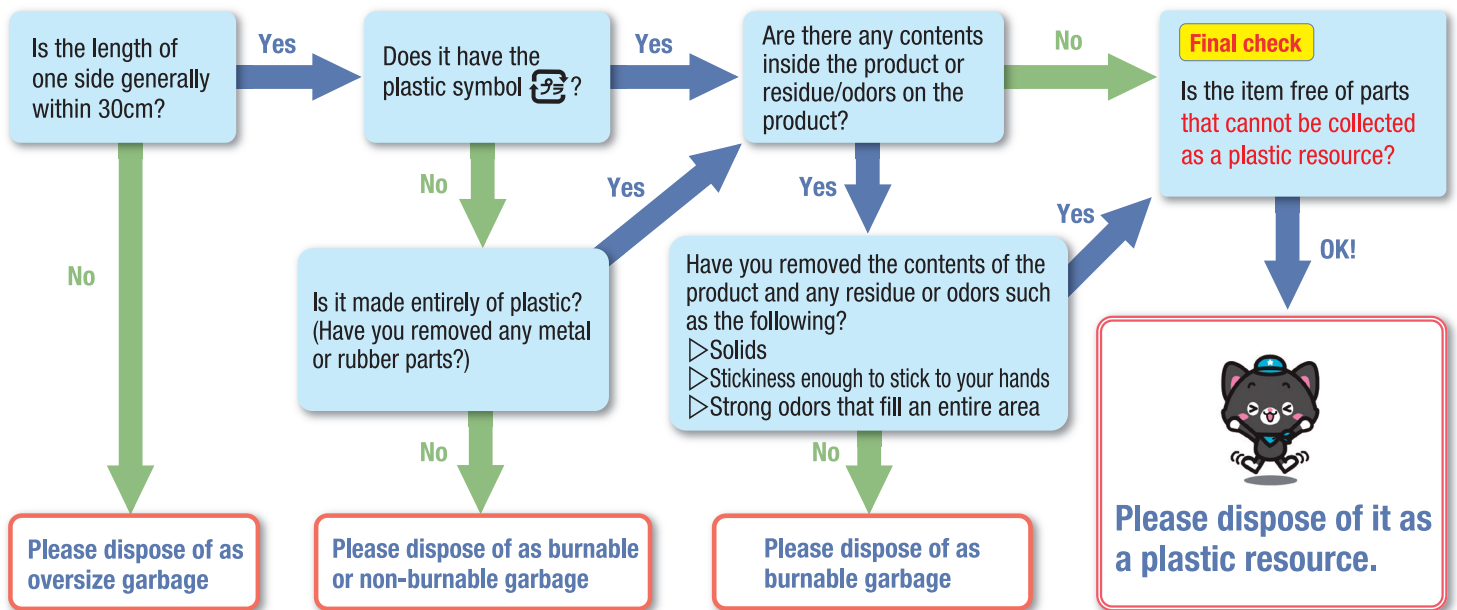 Is the length of
one side generally
within 30cm?
Yes
Does it have the
plastic symbol プラ?
Yes
Are there any contents
inside the product or
residue/odors on the
product?
No
Final check
Is the item free of parts
that cannot be collected
as a plastic resource?
No
No
Yes
Yes
Yes
OK!
Is it made entirely of plastic?
(Have you removed any metal
or rubber parts?)
Have you removed the contents of the
product and any residue or odors such
as the following?
▷Solids
▷Stickiness enough to stick to your hands
▷Strong odors that fill an entire area
No
No
Please dispose of as
oversize garbage
Please dispose of as burnable
or non-burnable garbage
Please dispose of as
burnable garbage
Please dispose of it as
a plastic resource.